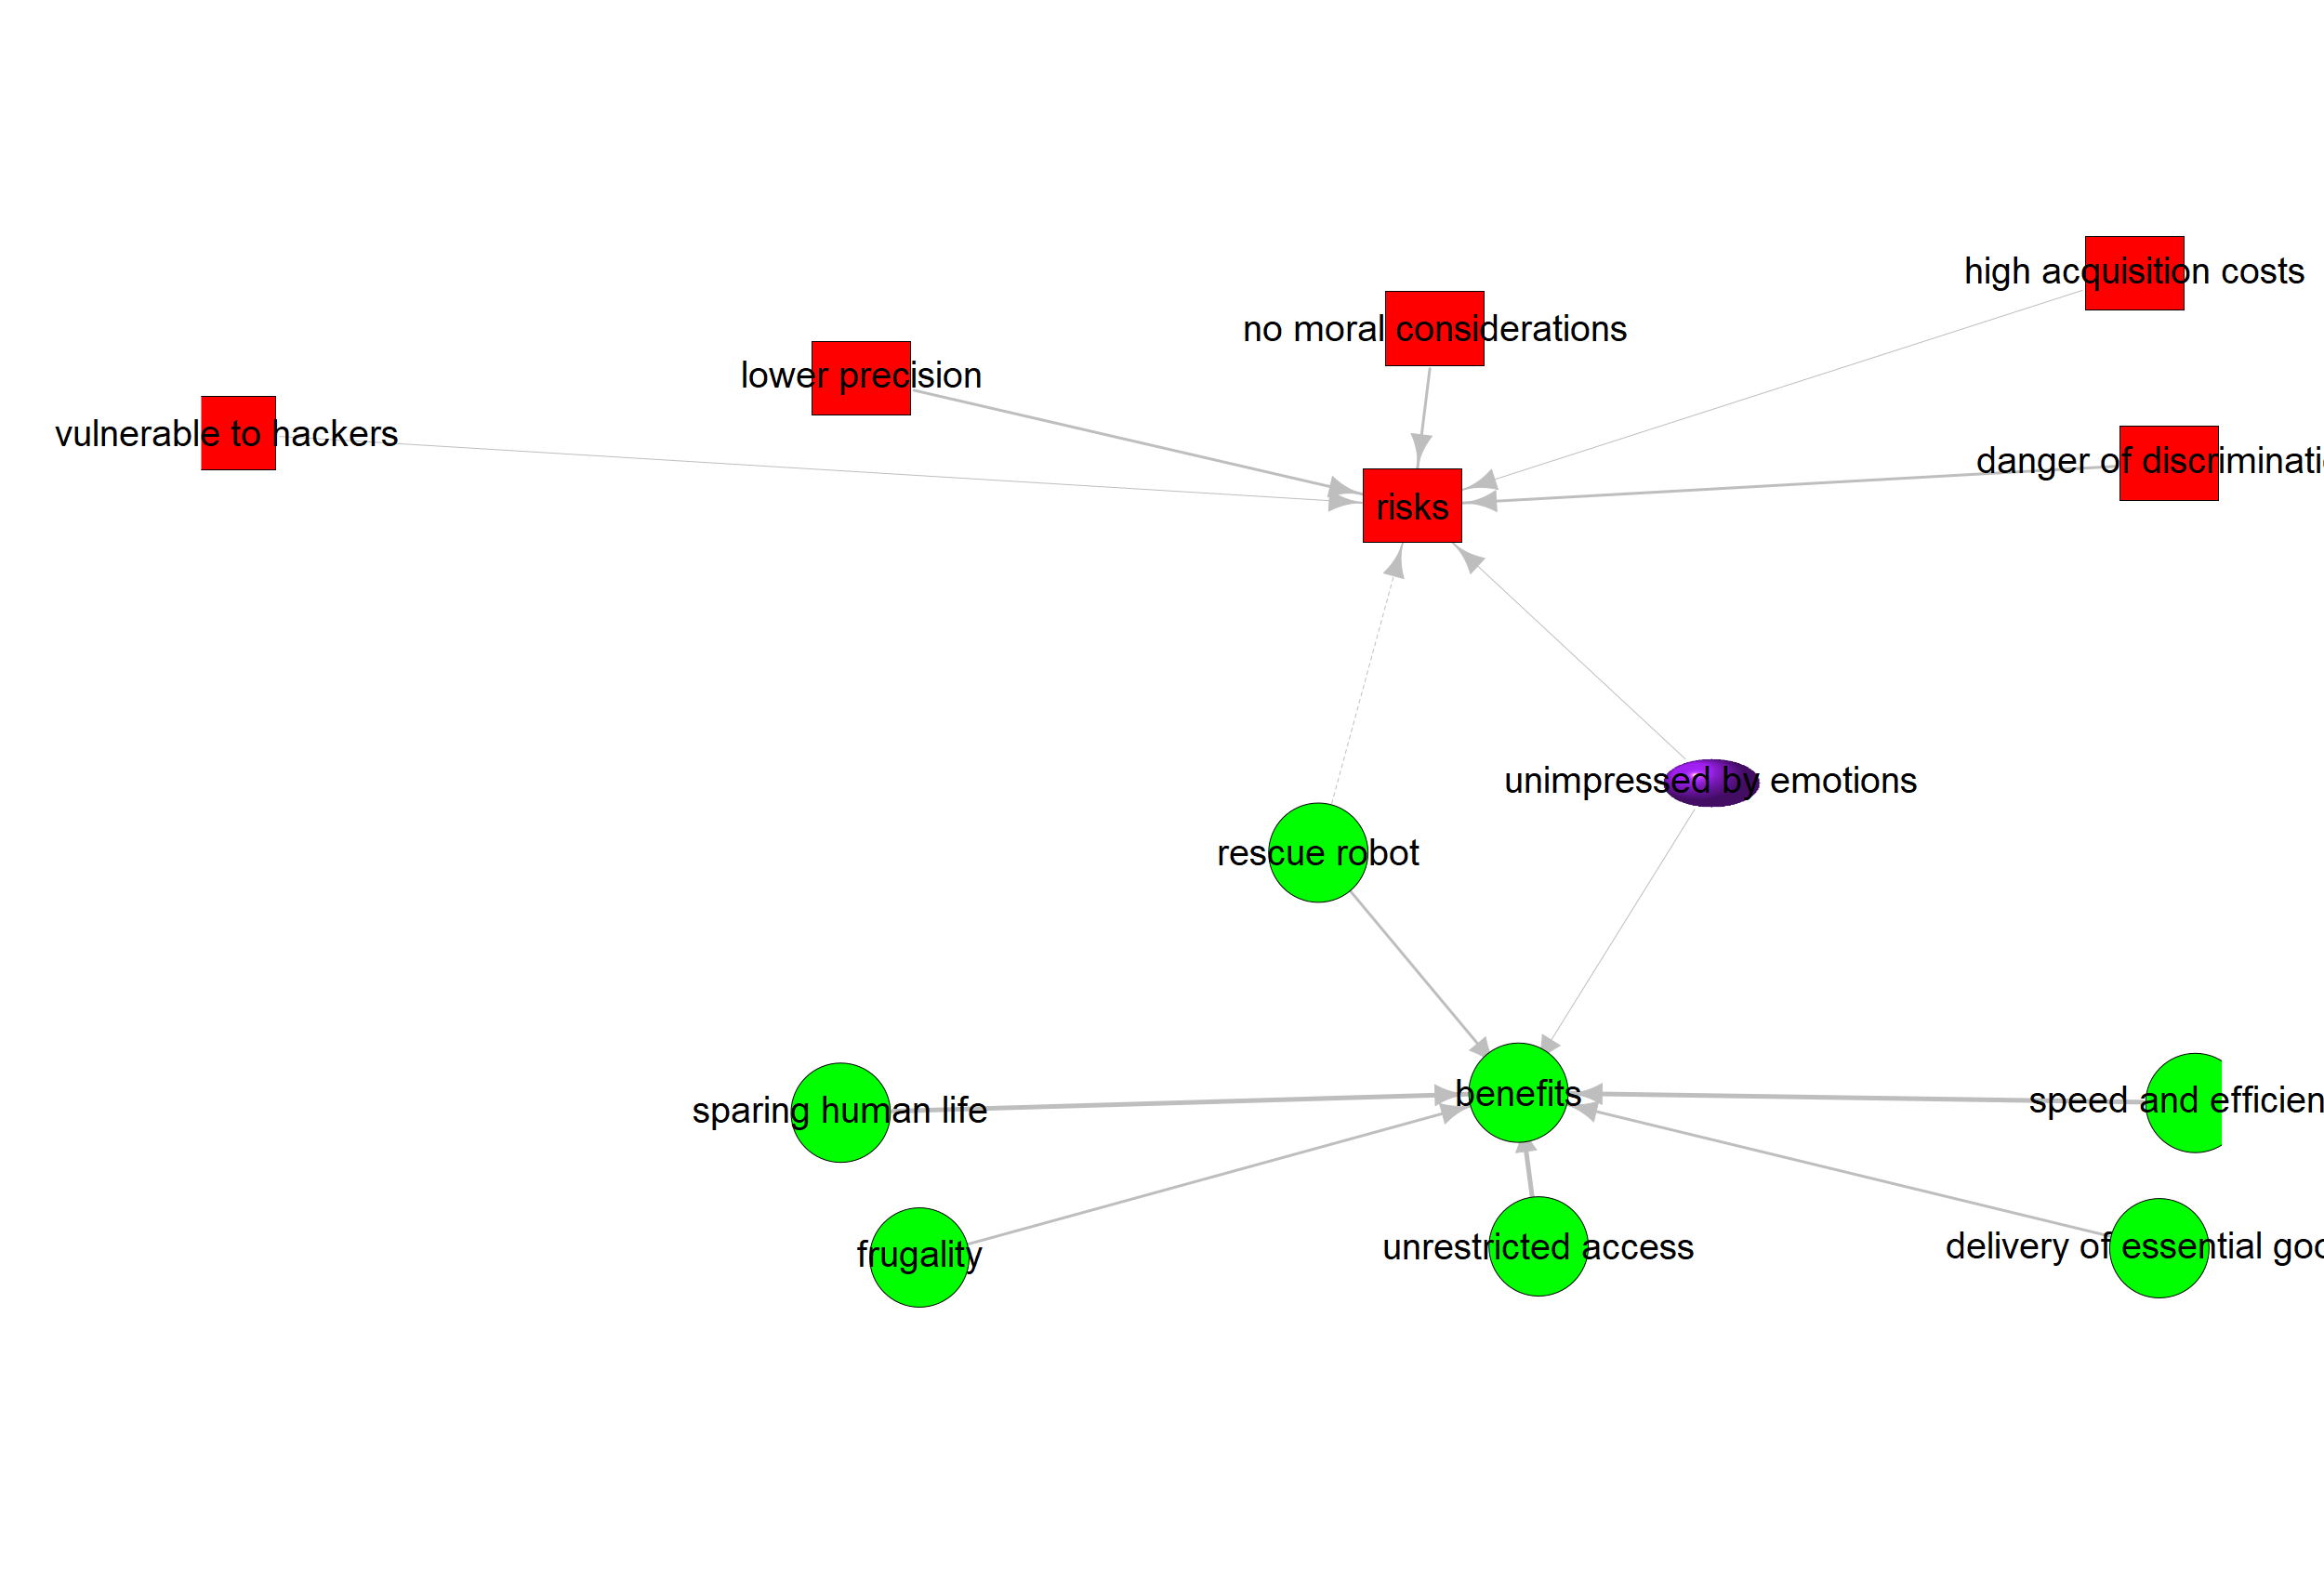 high acquisition costs
no moral considerations
lower precision
vulnerable to hackers
danger of discriminati
risks
unimpressed by emotions
rescue robot
benefits
speed and efficien
sparing human life
delivery of essential goo
unrestricted access
frugality